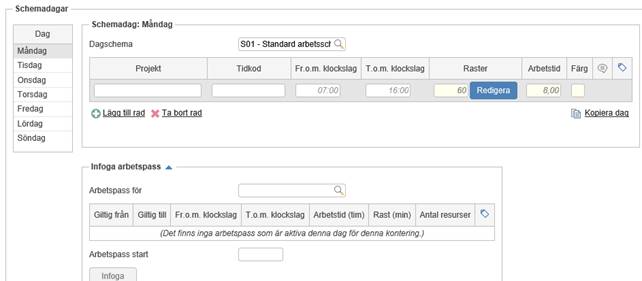 Schemadagar
Dag
Måndag
Tisdag
Onsdag
Torsdag
Fredag
Lördag
Söndag
Schemadag: Måndag
Dagschema S01 - Standard arbetssch
Projekt Tidkod Fr.o.m. klockslag T.o.m. klockslag Raster Arbetstid Färg
07:00 16:00 60 Redigera 8,00
Lägg till rad Ta bort rad Kopiera dag
Infoga arbetspass
Arbetspass för
Giltig från Giltig till Fr.o.m. klockslag T.o.m. klockslag Arbetstid (tim) Rast (min) Antal resurser
(Det finns inga arbetspass som är aktiva denna dag för denna kontering.)
Arbetspass start
Infoga